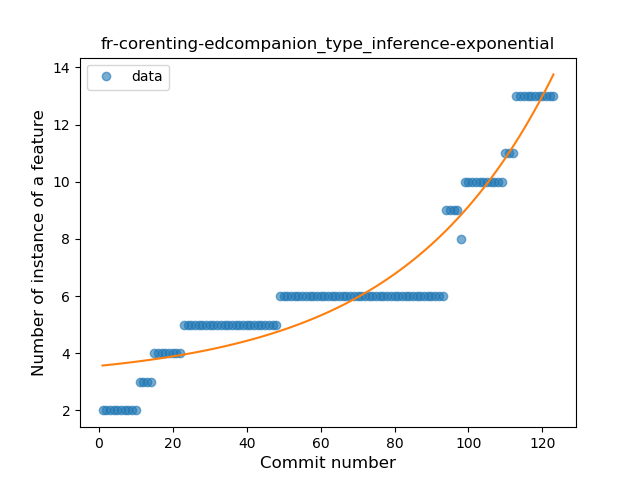 fr-corenting-edcompanion_type_inference-exponential
data
Number of instance of a feature
14
12
10
8
6
4
2
0 20 40 60 80 100 120
Commit number